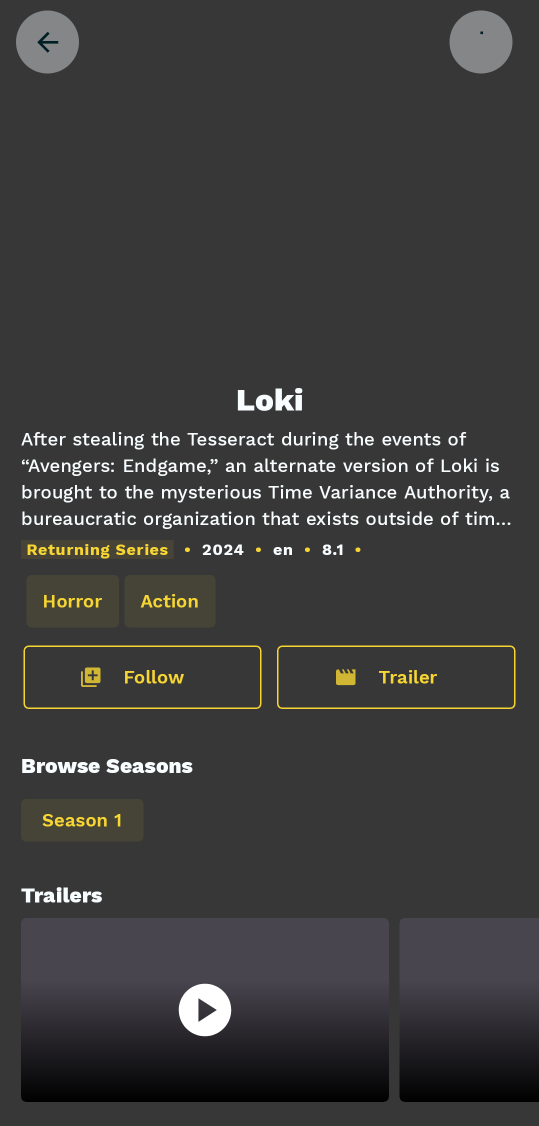 Loki
After stealing the Tesseract during the events of
“Avengers: Endgame,” an alternate version of Loki is
brought to the mysterious Time Variance Authority, a
bureaucratic organization that exists outside of tim...
Returning Series • 2024 • en • 8.1 •
Horror Action
Follow Trailer
Browse Seasons
Season 1
Trailers